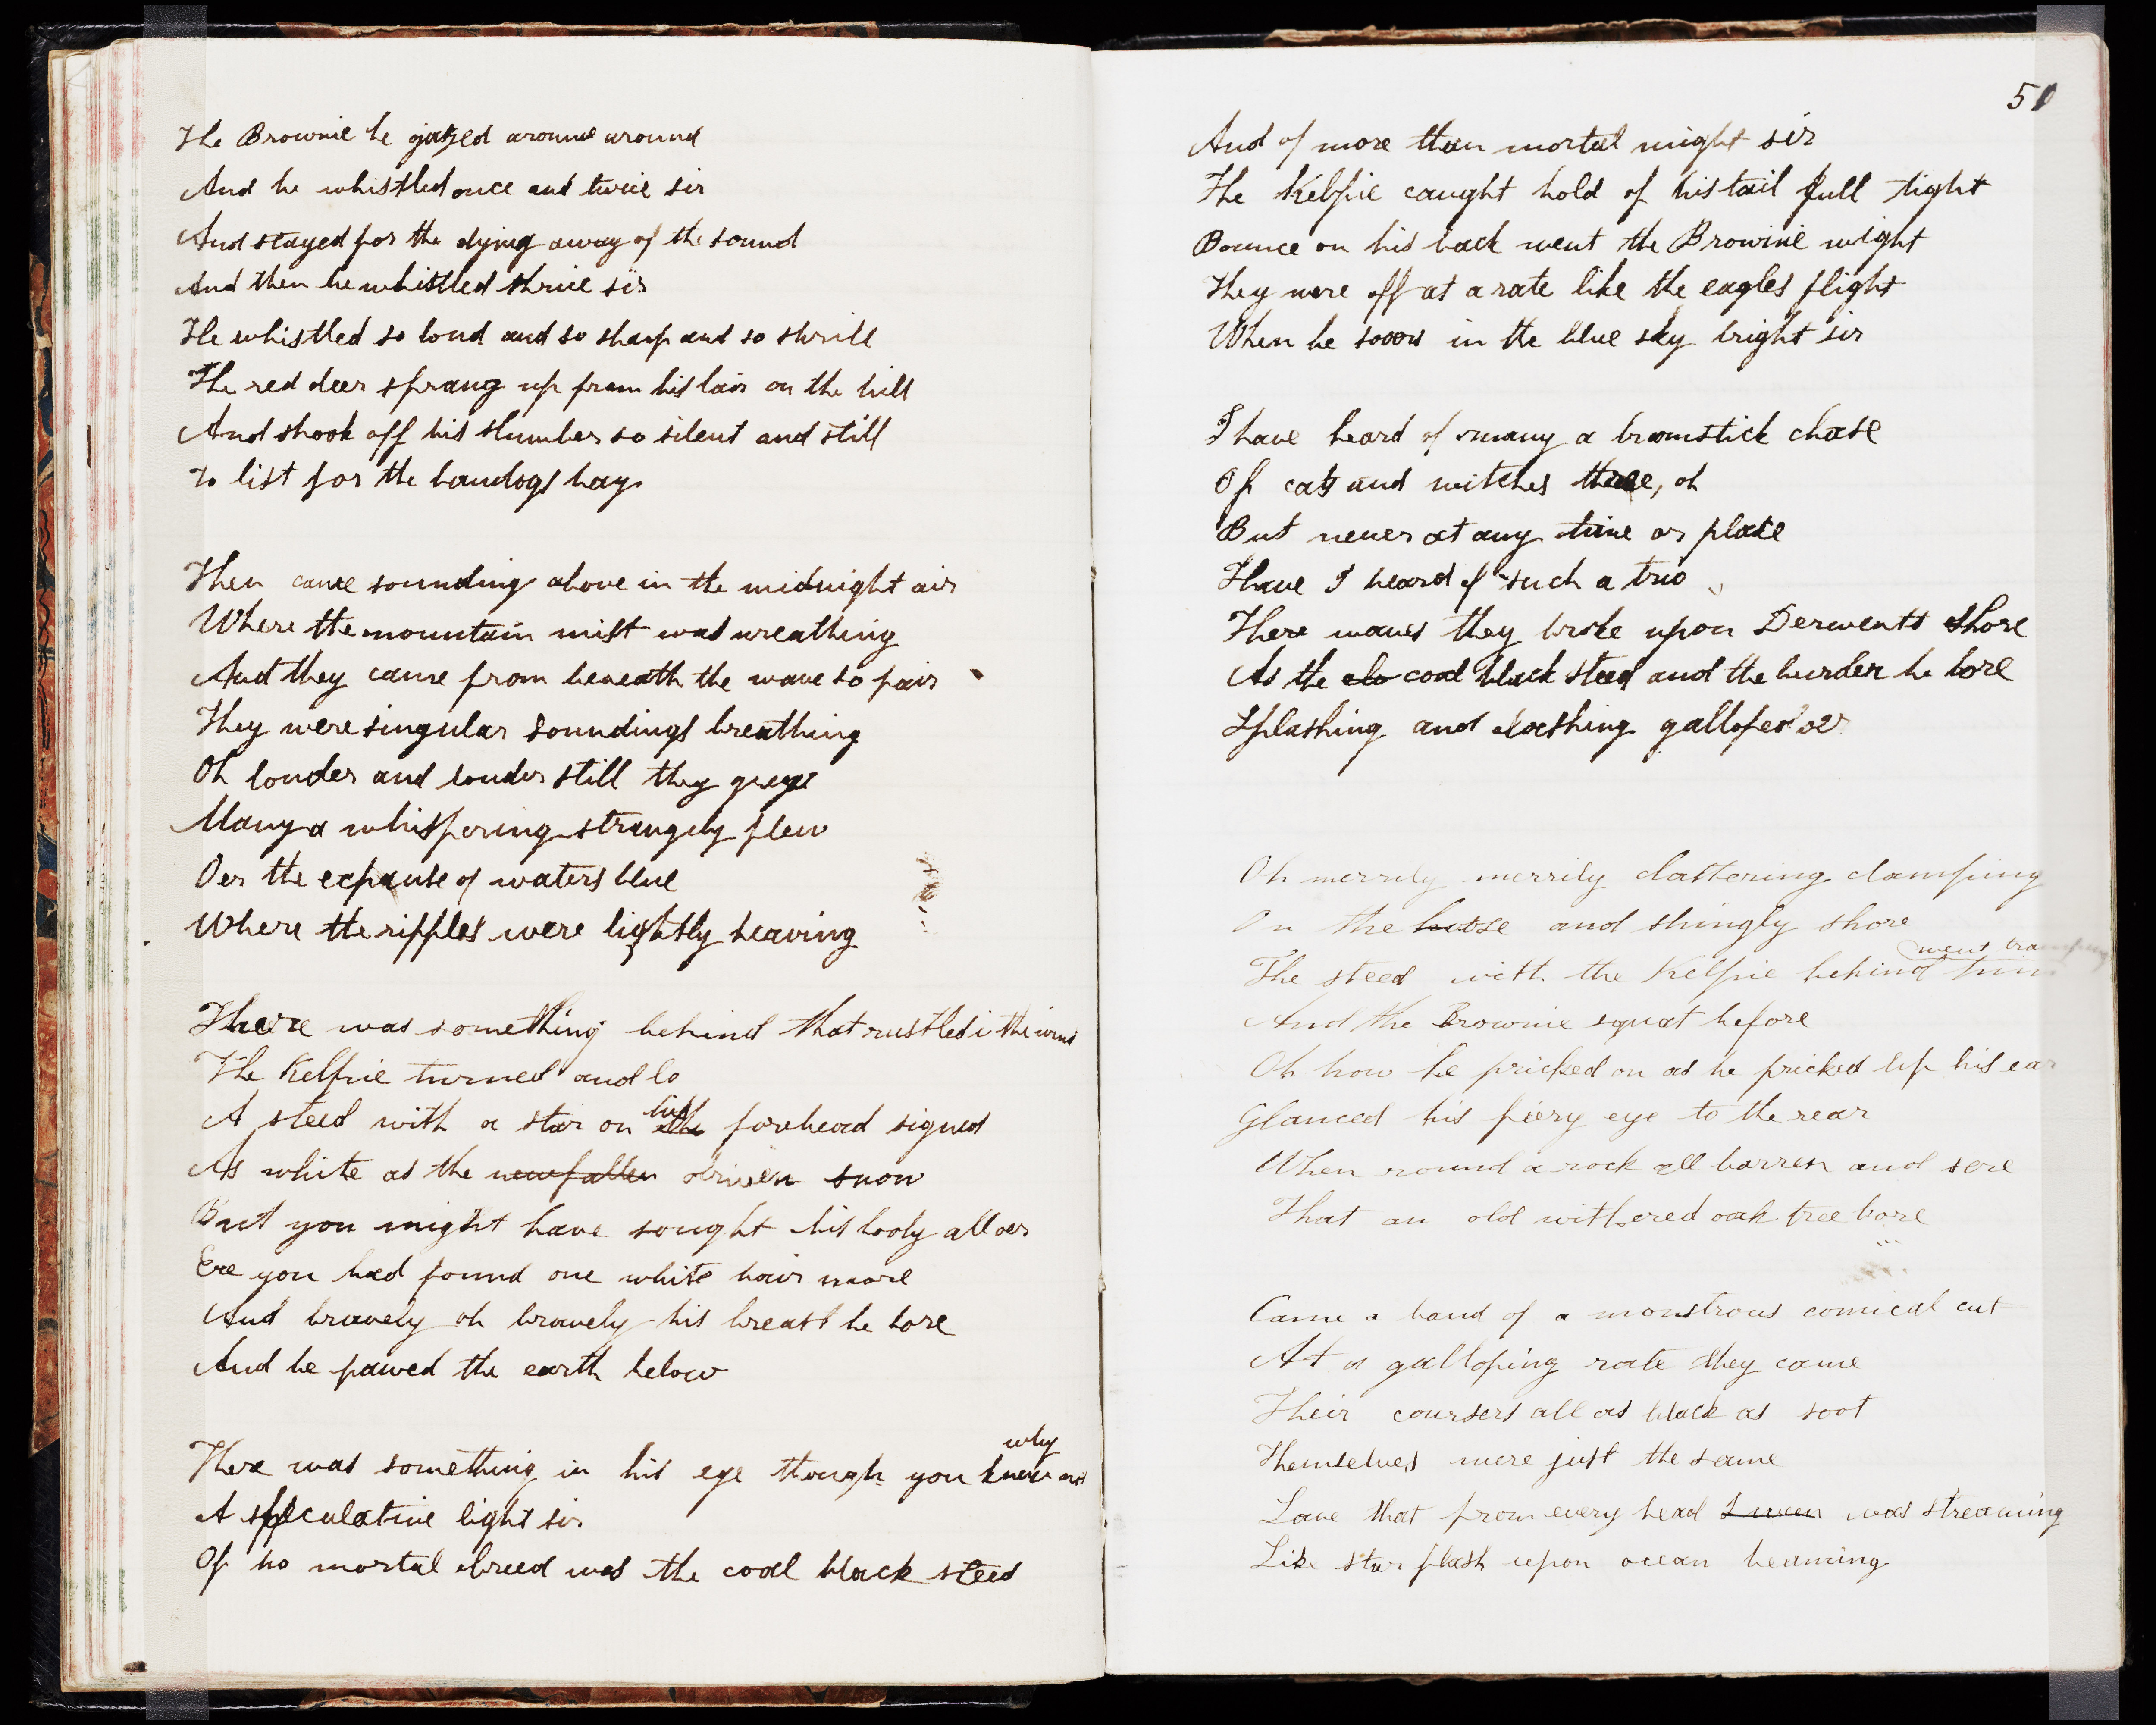 The Brownie he gazed around around
And he whistled once and twice sir
And stayed for the dying away of the sound
And then he whistled thrice sir
He whistled so loud and so sharp and so shrill
The red deer sprang up from his lair on the hill
And shook off his slumber so silent and still
To list for the bandogs bay
Then came sounding above in the midnight air
Where the mountain mist was wreathing
And they came from beneath the wave so fair
They were singular soundings breathing
Oh louder and louder still they grew
Many a whispering strangely flew
Oer the expanse of waters blue
Where the ripples were lightly heaving
There was something behind that rustled i the wind
The Kelpie turned and lo
A steed with a star on his the forehead signed
As white as the newfallen driven snow
But you might have sought his body all oer
Ere you had found one white hair more
And bravely oh bravely his breast he bore
And he pawed the earth below
why
There was something in his eye though you know not
A speculative light sir
Of no mortal breed was the coal black steed
51
And of more than mortal might sir
The Kelpie caught hold of his tail full tight
Bounce on his back went the Brownie wight
They were off at a rate like the eagles flight
When he soars in the blue sky bright sir
I have heard of many a broomstick chase
Of cats and witches three, oh
But never at any time or place
Have I heard of such a trio
There waves they broke upon Derwents shore
As the clo coal black steed and the burden he bore
Splashing and dashing galloped oer
Oh merrily merrily clattering clamping
On the loose and shingly shore
went tramping
The steed with the Kelpie behind him
And the Brownie squat before
Oh how he pricked on as he pricked up his ear
Glanced his fiery eye to the rear
When round a rock all barren and sere
That an old withered oak tree bore
Came a band of a monstrous comical cut
At a galloping rate they came
Their coursers all as black as soot
Themselves were just the same
Save that from every head I ween was streaming
Like star flash upon ocean beaming